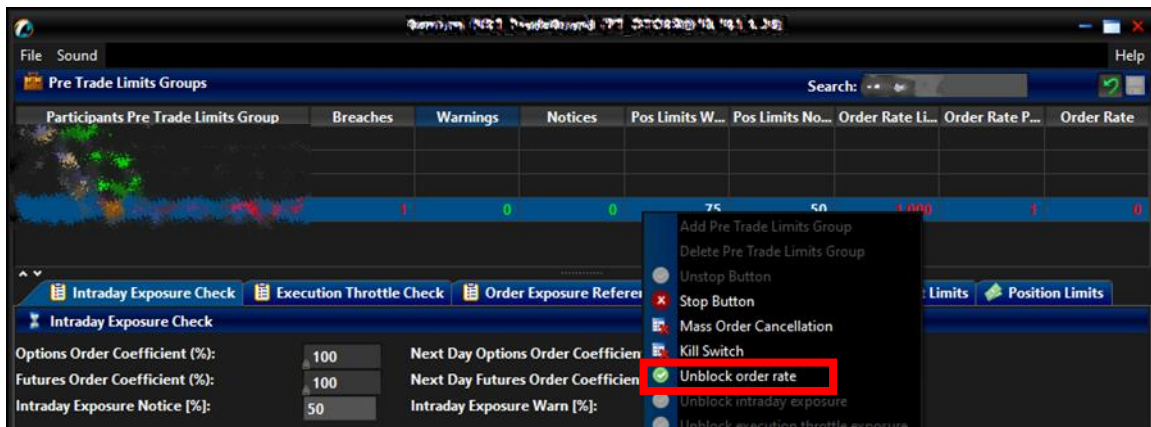 File Sound Help
Pre Trade Limits Groups Search:
Participants Pre Trade Limits Group Breaches Warnings Notices Pos Limits W... Pos Limits No... Order Rate Li... Order Rate P... Order Rate
1 0 0 75 50 1.000 1 0
Add Pre Trade Limits Group
Delete Pre Trade Limits Group
Unstop Button
Intraday Exposure Check Execution Throttle Check Order Exposure Limits Position Limits
Stop Button
Intraday Exposure Check
Mass Order Cancellation
Options Order Coefficient (%): 100 Next Day Options Order Kill Switch
Futures Order Coefficient (%): 100 Next Day Futures Order Unblock order rate
Intraday Exposure Notice [%]: 50 Intraday Exposure Warn [%]: Unblock intraday exposure
Unblock execution throttle exposure